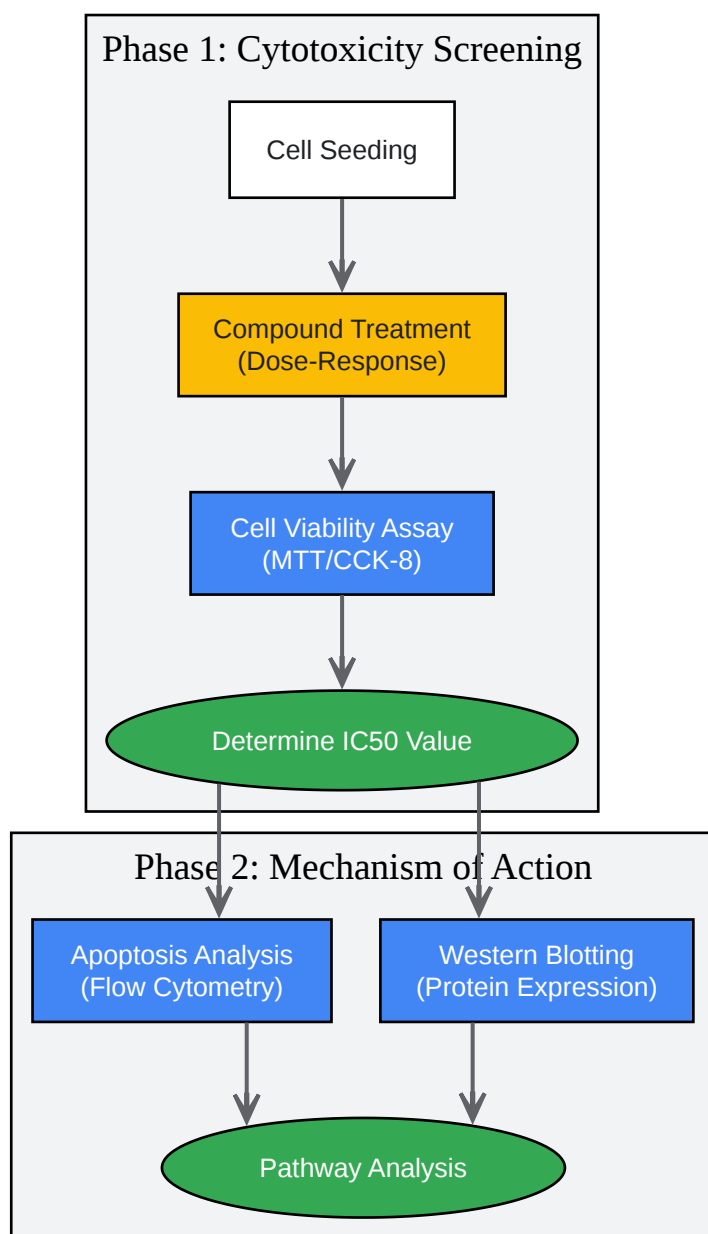 Phase 1: Cytotoxicity Screening
Cell Seeding
Compound Treatment
(Dose-Response)
Cell Viability Assay
(MTT/CCK-8)
Determine IC50 Value
Phase 2: Mechanism of Action
Apoptosis Analysis
(Flow Cytometry)
Western Blotting
(Protein Expression)
Pathway Analysis